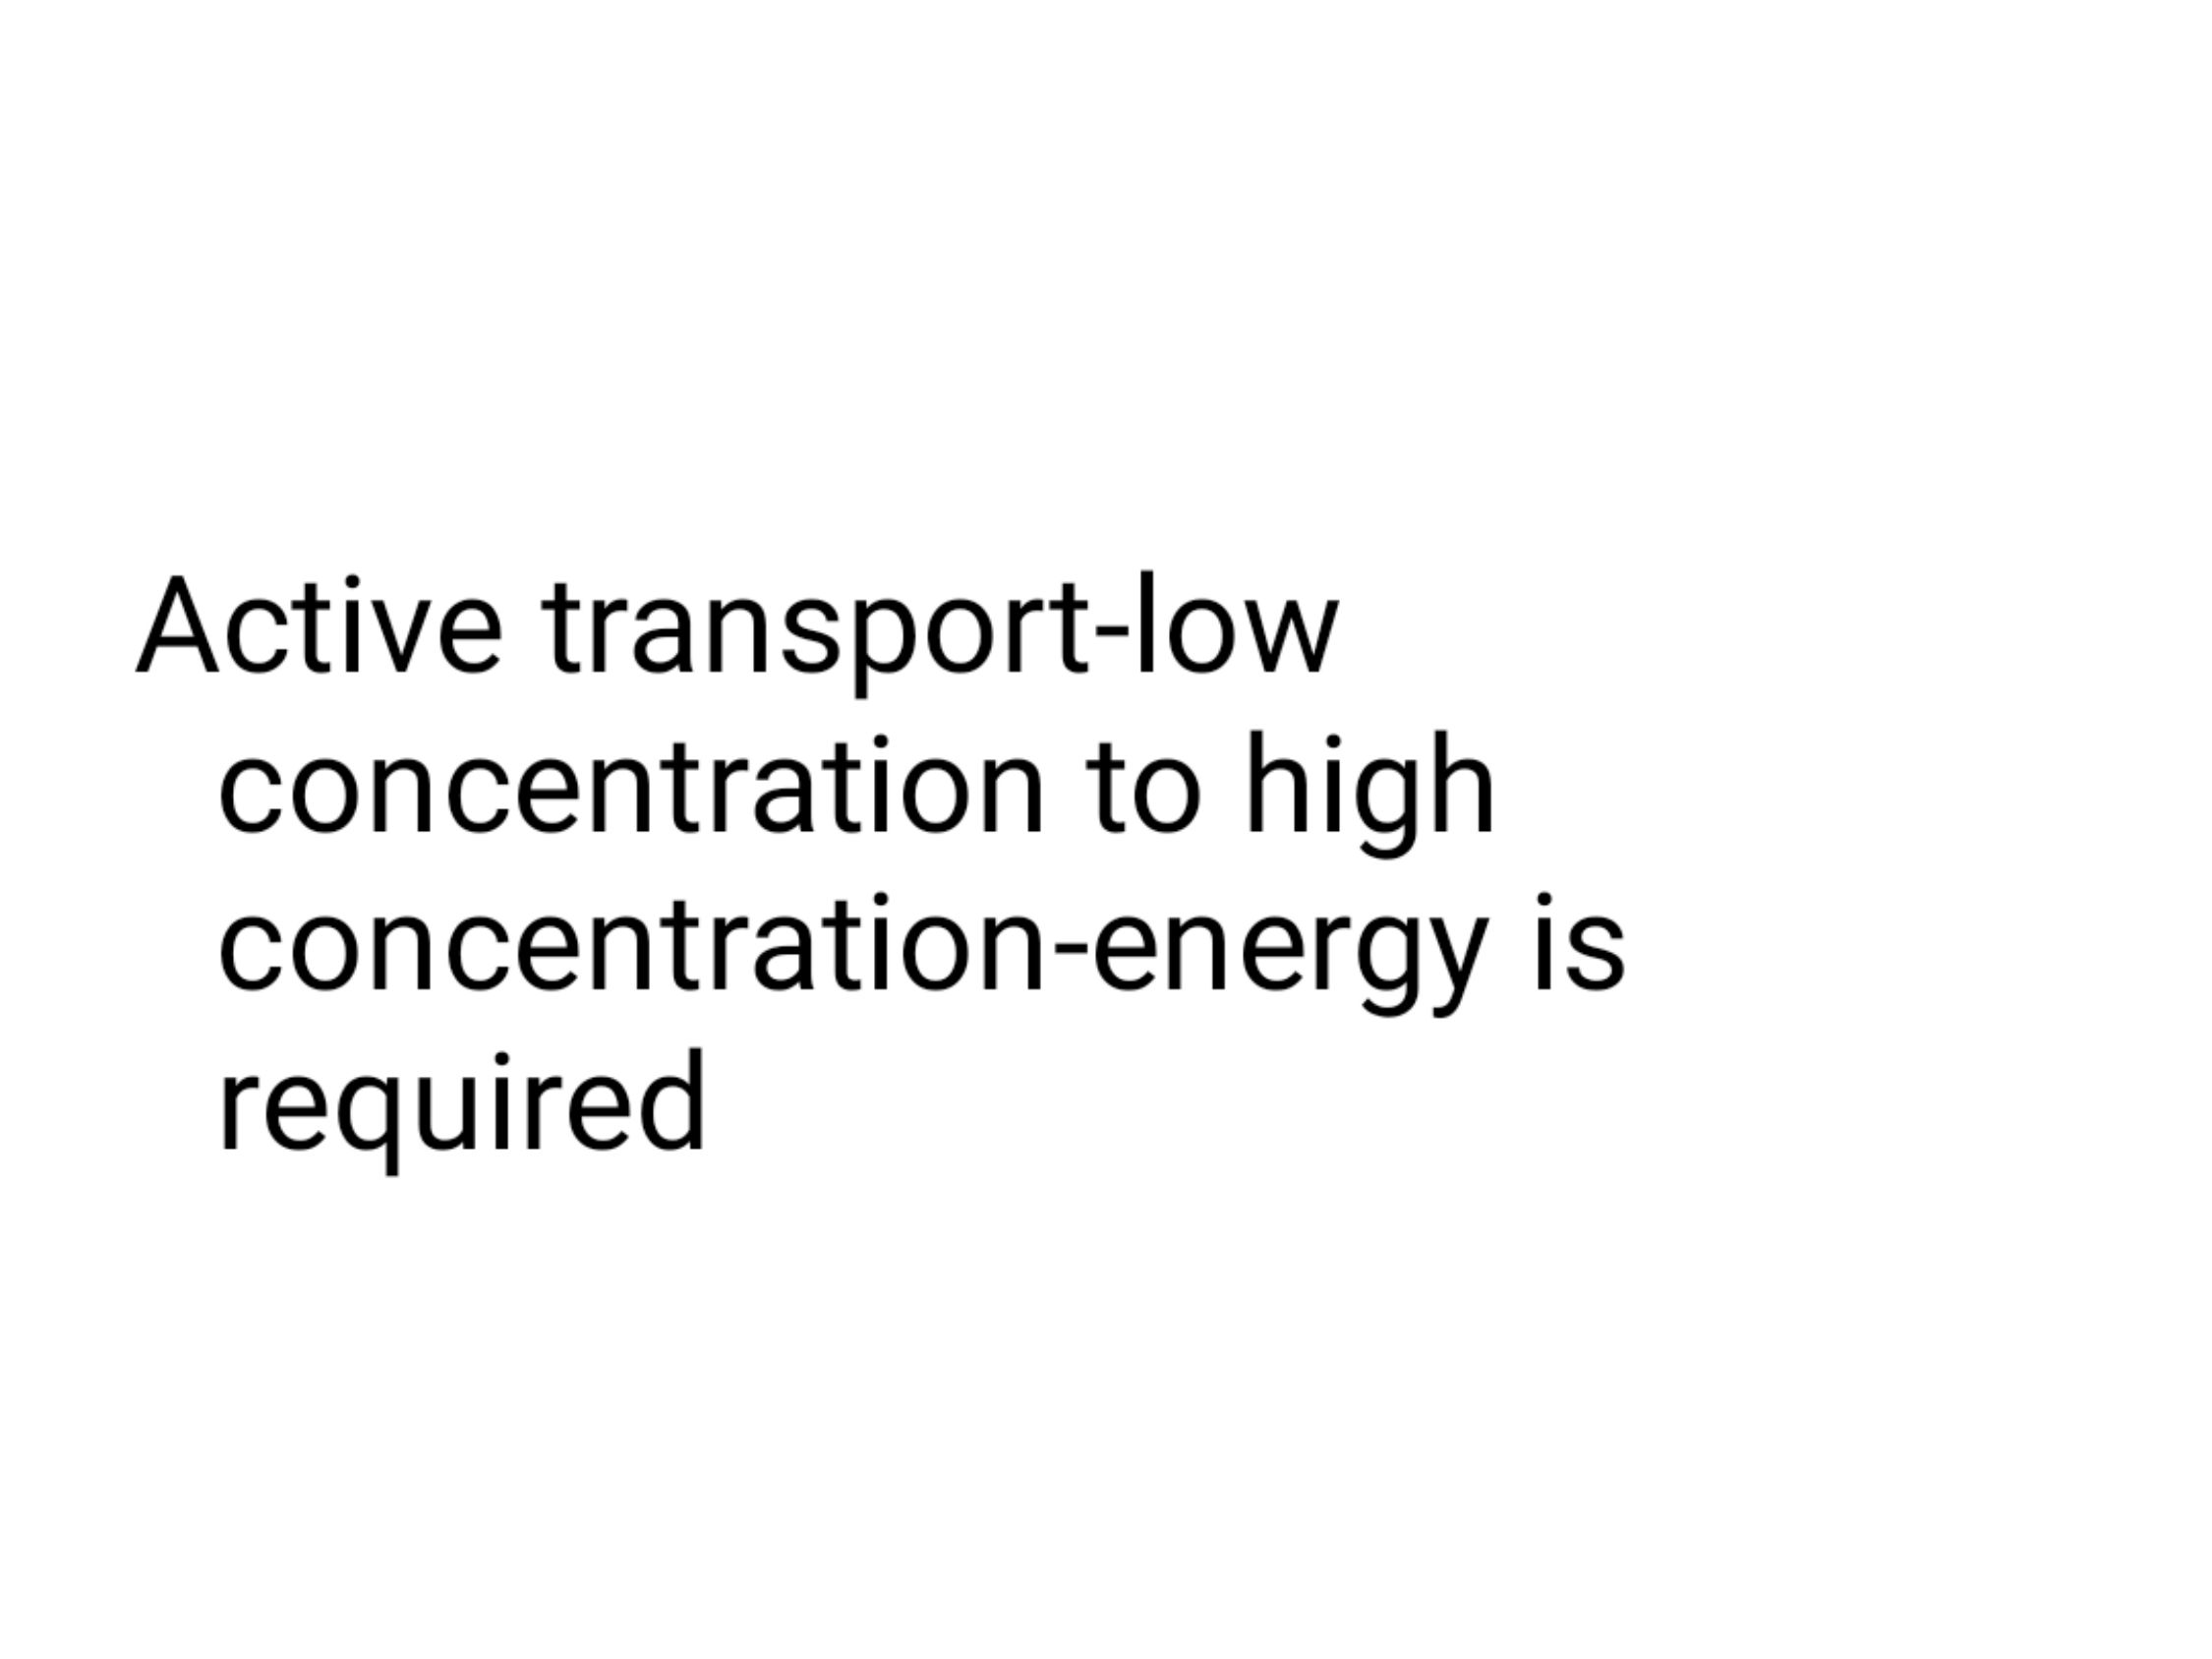 Active transport-low
concentration to high
concentration-energy is
required